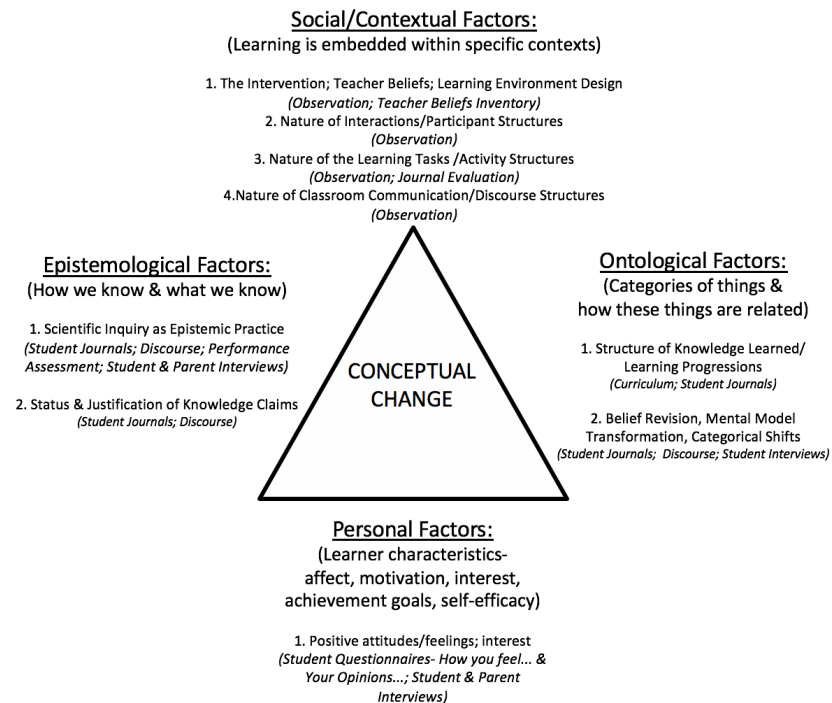 Social/Contextual Factors:
(Learning is embedded within specific contexts)
1. The Intervention; Teacher Beliefs; Learning Environment Design
(Observation; Teacher Beliefs Inventory)
2. Nature of Interactions/Participant Structures
(Observation)
3. Nature of the Learning Tasks /Activity Structures
(Observation; Journal Evaluation)
4.Nature of Classroom Communication/Discourse Structures
(Observation)
Epistemological Factors:
(How we know & what we know)
1. Scientific Inquiry as Epistemic Practice
(Student Journals; Discourse; Performance
Assessment; Student & Parent Interviews)
2. Status & Justification of Knowledge Claims
(Student Journals; Discourse)
CONCEPTUAL
CHANGE
Ontological Factors:
(Categories of things &
how these things are related)
1. Structure of Knowledge Learned/
Learning Progressions
(Curriculum; Student Journals)
2. Belief Revision, Mental Model
Transformation, Categorical Shifts
(Student Journals; Discourse; Student Interviews)
Personal Factors:
(Learner characteristics-
affect, motivation, interest,
achievement goals, self-efficacy)
1. Positive attitudes/feelings; interest
(Student Questionnaires- How you feel... &
Your Opinions...; Student & Parent
Interviews)